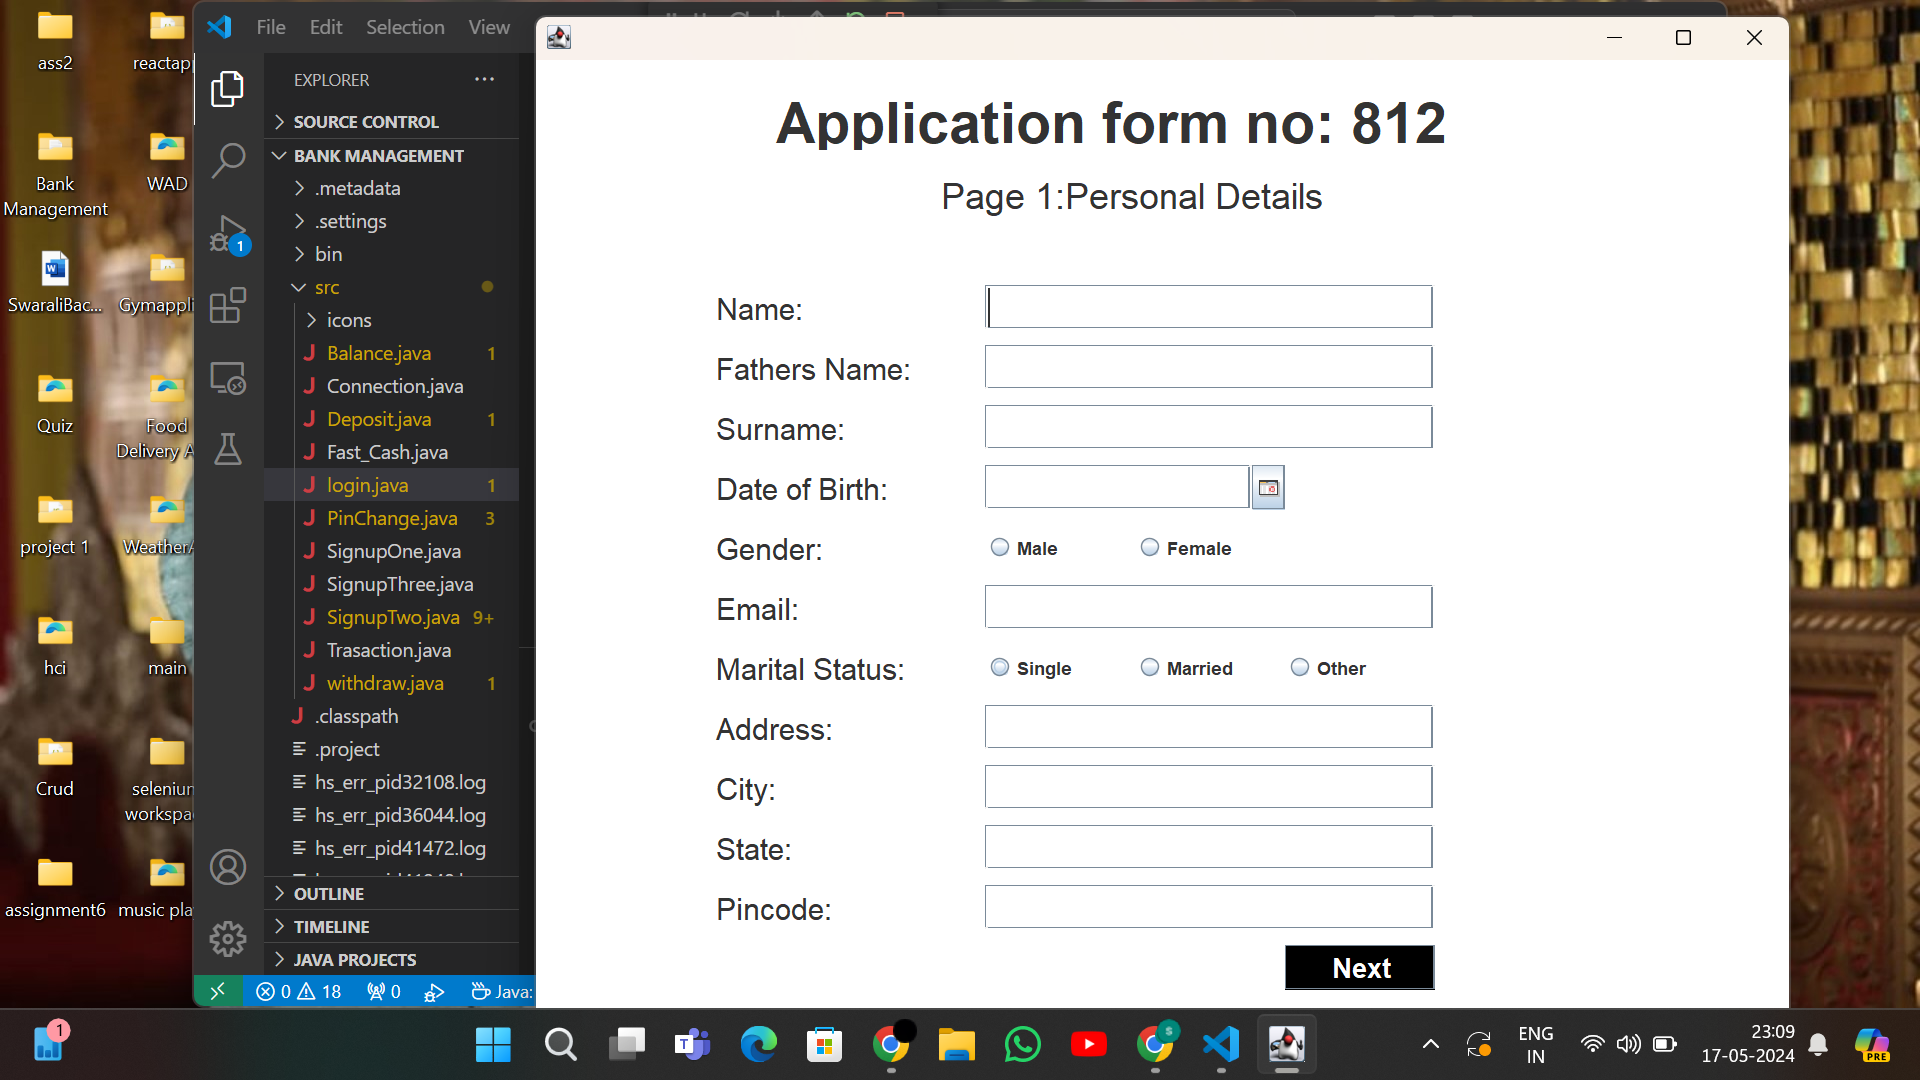 ass2
reactap
Bank
Management
WAD
SwaraliBac...
Gymappli
Quiz
Food
Delivery A
project 1
WeatherA
hci
main
Crud
selenium
workspa
assignment6
music pla
File Edit Selection View
EXPLORER
SOURCE CONTROL
BANK MANAGEMENT
.metadata
.settings
bin
src
icons
Balance.java 1
Connection.java
Deposit.java 1
Fast_Cash.java
login.java 1
PinChange.java 3
SignupOne.java
SignupThree.java
SignupTwo.java 9+
Trasaction.java
withdraw.java 1
.classpath
.project
hs_err_pid32108.log
hs_err_pid36044.log
hs_err_pid41472.log
OUTLINE
TIMELINE
JAVA PROJECTS
1
0 18 0 Java:
Application form no: 812
Page 1:Personal Details
Name:
Fathers Name:
Surname:
Date of Birth:
Gender: Male Female
Email:
Marital Status: Single Married Other
Address:
City:
State:
Pincode:
Next
1
ENG
IN
23:09
17-05-2024
PRE